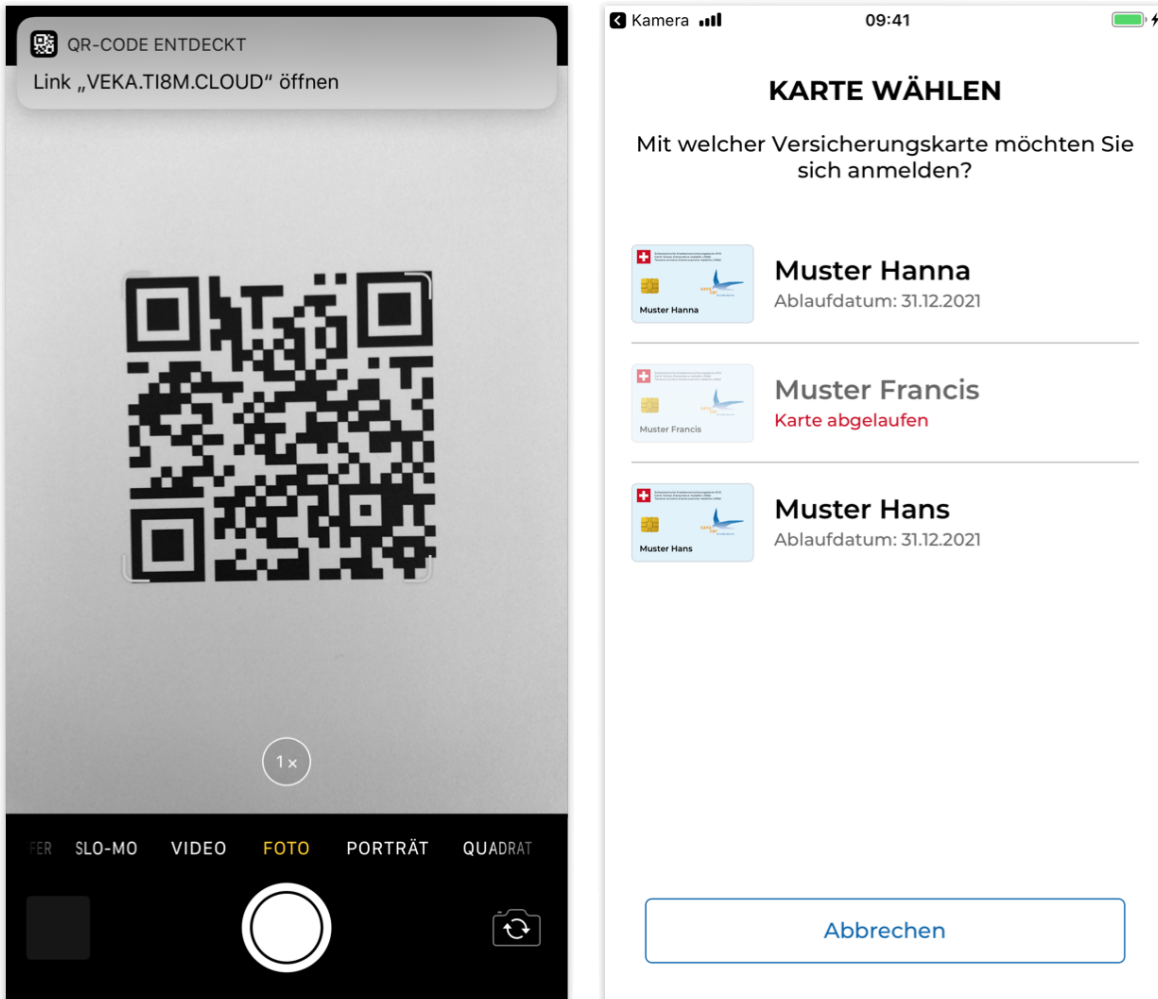 QR-CODE ENTDECKT
Link „VEKA.TI8M.CLOUD“ öffnen
1×
FER SLO-MO VIDEO FOTO PORTRÄT QUADRAT
Kamera 09:41
KARTE WÄHLEN
Mit welcher Versicherungskarte möchten Sie
sich anmelden?
Muster Hanna
Muster Hanna
Ablaufdatum: 31.12.2021
Muster Francis
Muster Francis
Karte abgelaufen
Muster Hans
Muster Hans
Ablaufdatum: 31.12.2021
Abbrechen